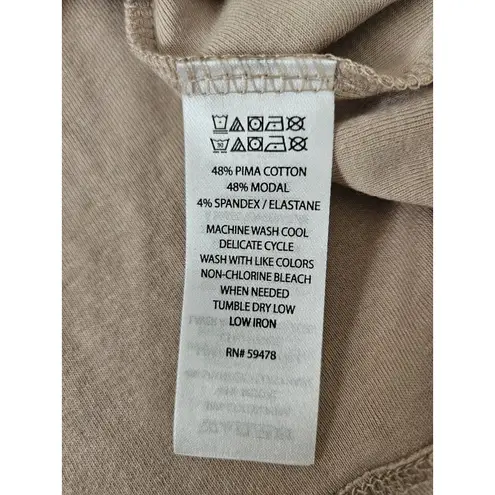 48% PIMA COTTON
48% MODAL
4% SPANDEX / ELASTANE
MACHINE WASH COOL
DELICATE CYCLE
WASH WITH LIKE COLORS
NON-CHLORINE BLEACH
WHEN NEEDED
TUMBLE DRY LOW
LOW IRON
RN# 59478